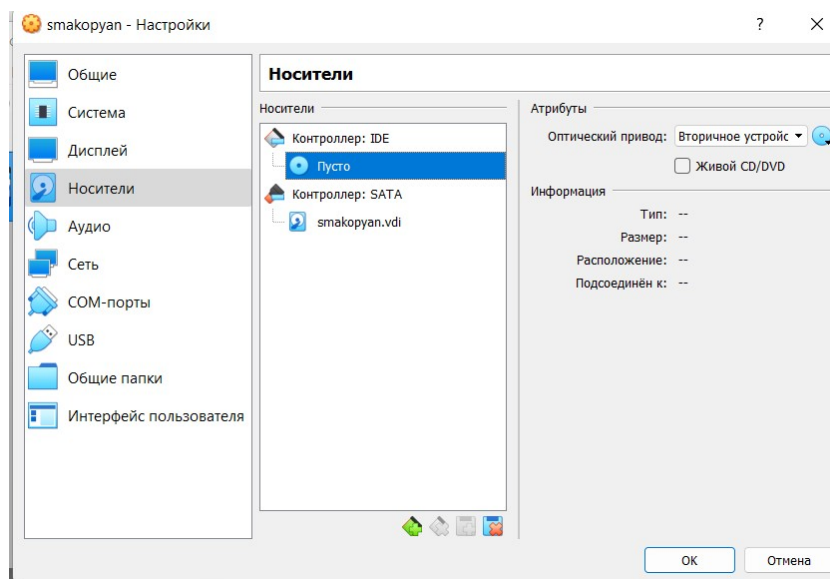 smakopyan - Настройки
?
Общие
Система
Дисплей
Носители
Аудио
Сеть
COM-порты
USB
Общие папки
Интерфейс пользователя
Носители
Носители
Контроллер: IDE
Пусто
Контроллер: SATA
smakopyan.vdi
Атрибуты
Оптический привод: Вторичное устройс
Живой CD/DVD
Информация
Тип: --
Размер: --
Расположение: --
Подсоединён к: --
OK
Отмена